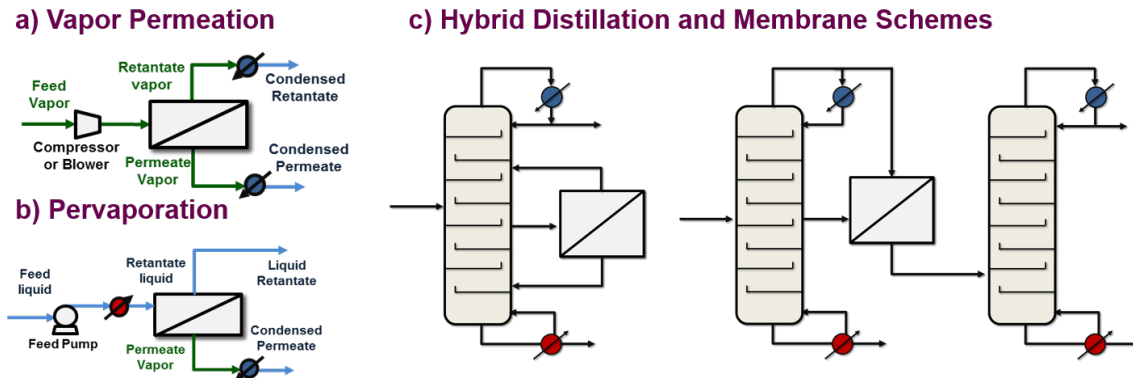 a) Vapor Permeation
Retantate
vapor
Condensed
Retantate
Feed
Vapor
Compressor
or Blower
Permeate
Vapor
Condensed
Permeate
b) Pervaporation
Feed
liquid
Retantate
liquid
Liquid
Retantate
Feed Pump
Permeate
Vapor
Condensed
Permeate
c) Hybrid Distillation and Membrane Schemes